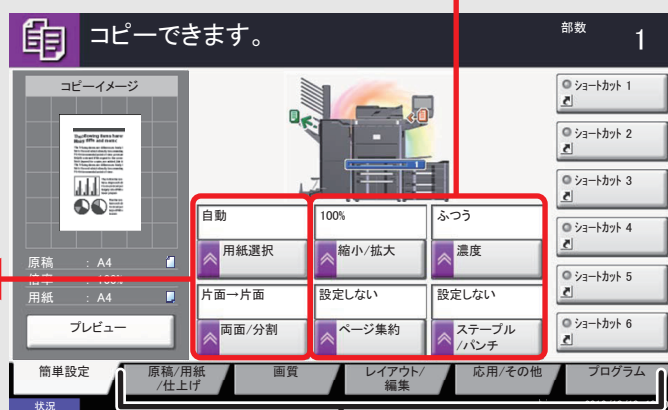 コピーできます。
部数
1
コピーイメージ
原稿 : A4
倍率 : 100%
用紙 : A4
プレビュー
自動
用紙選択
100%
縮小/拡大
ふつう
濃度
片面→片面
両面/分割
設定しない
ページ集約
設定しない
ステープル
/パンチ
ショートカット 1
ショートカット 2
ショートカット 3
ショートカット 4
ショートカット 5
ショートカット 6
簡単設定
原稿/用紙
/仕上げ
画質
レイアウト/
編集
応用/その他
プログラム
状況